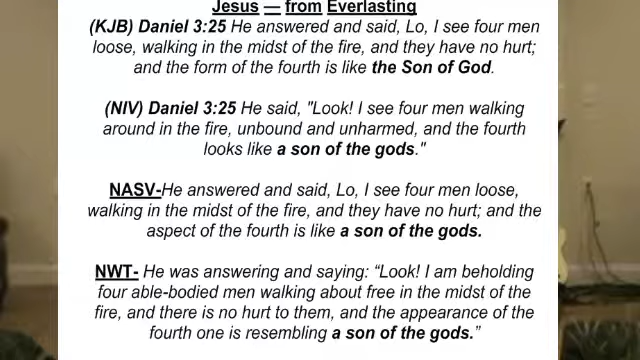 Jesus — from Everlasting
(KJB) Daniel 3:25 He answered and said, Lo, I see four men
loose, walking in the midst of the fire, and they have no hurt;
and the form of the fourth is like the Son of God.
(NIV) Daniel 3:25 He said, "Look! I see four men walking
around in the fire, unbound and unharmed, and the fourth
looks like a son of the gods."
NASV-He answered and said, Lo, I see four men loose,
walking in the midst of the fire, and they have no hurt; and the
aspect of the fourth is like a son of the gods.
NWT- He was answering and saying: “Look! I am beholding
four able-bodied men walking about free in the midst of the
fire, and there is no hurt to them, and the appearance of the
fourth one is resembling a son of the gods.”